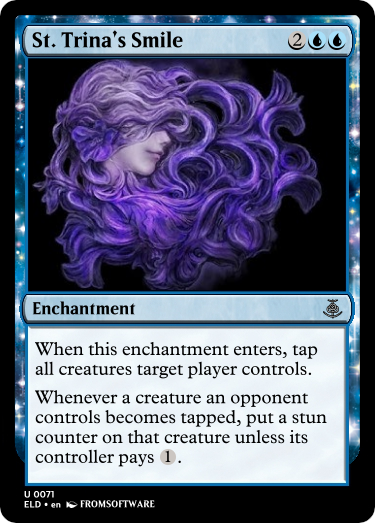 St. Trina's Smile 2
Enchantment
When this enchantment enters, tap
all creatures target player controls.
Whenever a creature an opponent
controls becomes tapped, put a stun
counter on that creature unless its
controller pays 1.
U 0071
ELD • en FROMSOFTWARE